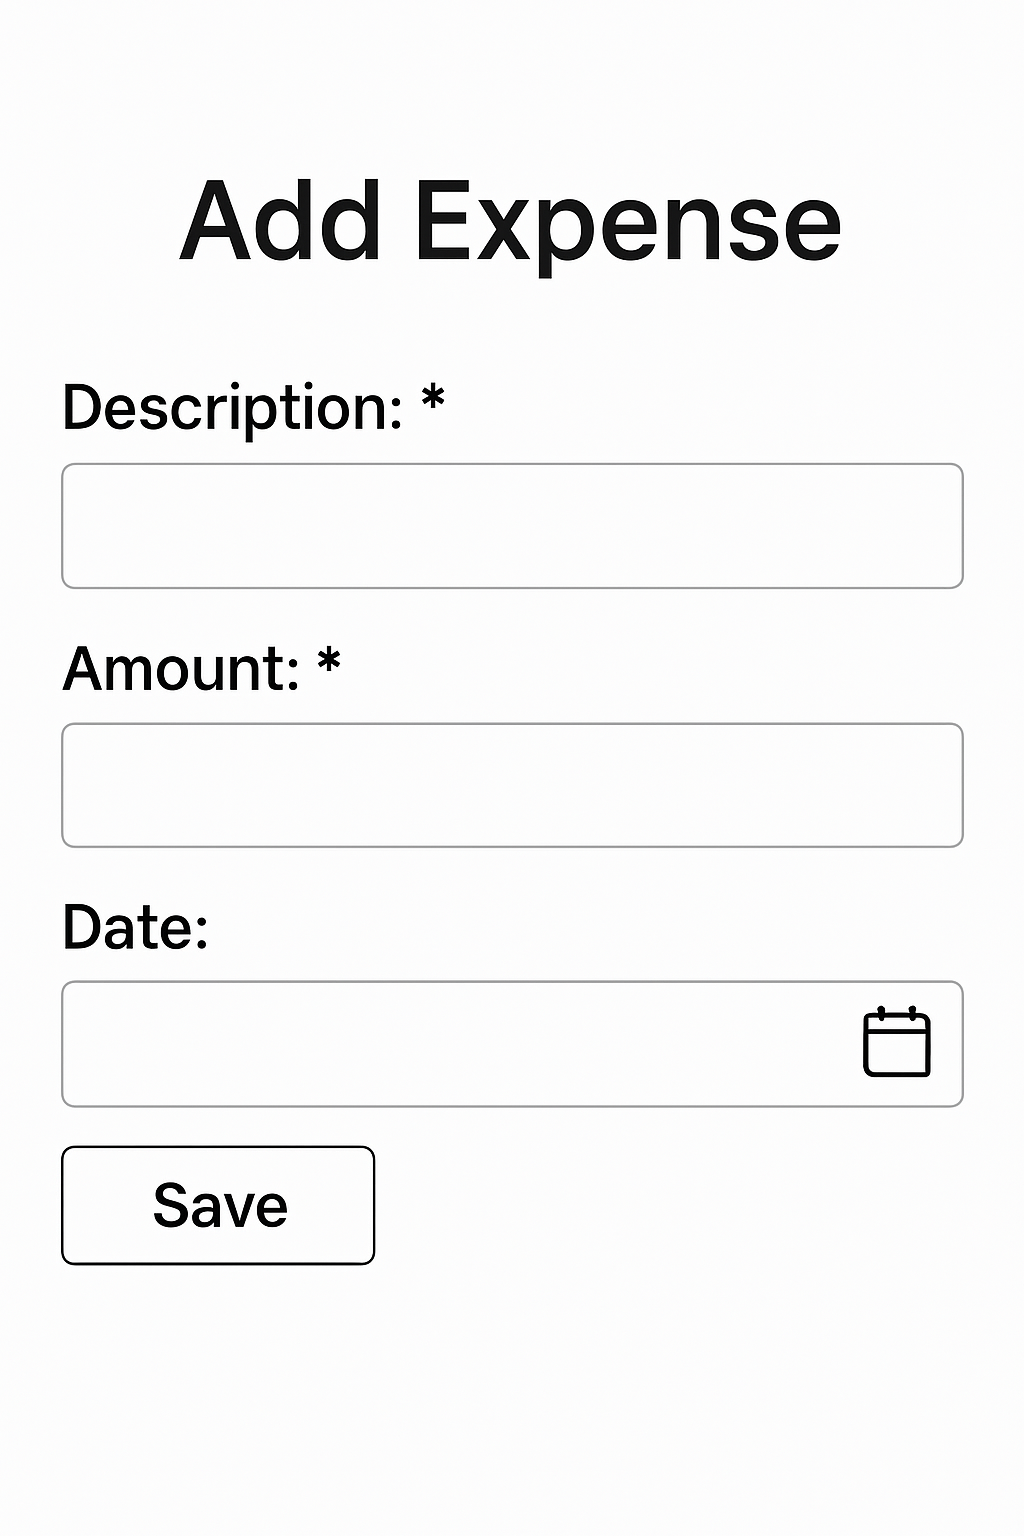 Add Expense
Description: *
Amount: *
Date:
Save